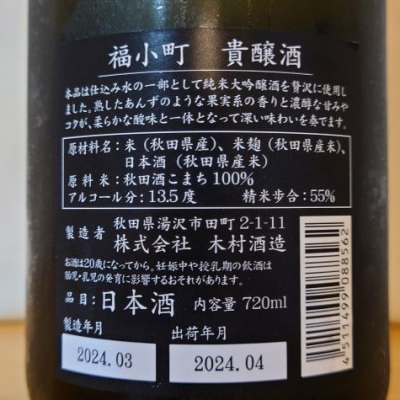 福小町 貴醸酒
本品は仕込み水の一部として純米大吟醸酒を贅沢に使用し
ました。熟したあんずのような果実系の香りと濃醇な甘みや
コクが、柔らかな酸味と一体となって深い味わいを奏でます。
原材料名：米（秋田県産）、米麹（秋田県産米）、
日本酒（秋田県産米）
原料米：秋田酒こまち100%
アルコール分：13.5度 精米歩合：55%
製造者 秋田県湯沢市田町2-1-11
株式会社 木村酒造
お酒は20歳になってから。妊娠中や授乳期の飲酒は
胎児・乳児の発育に影響するおそれがあります。
品目：日本酒 内容量 720ml
製造年月 出荷年月
2024.03 2024.04
4511499088562